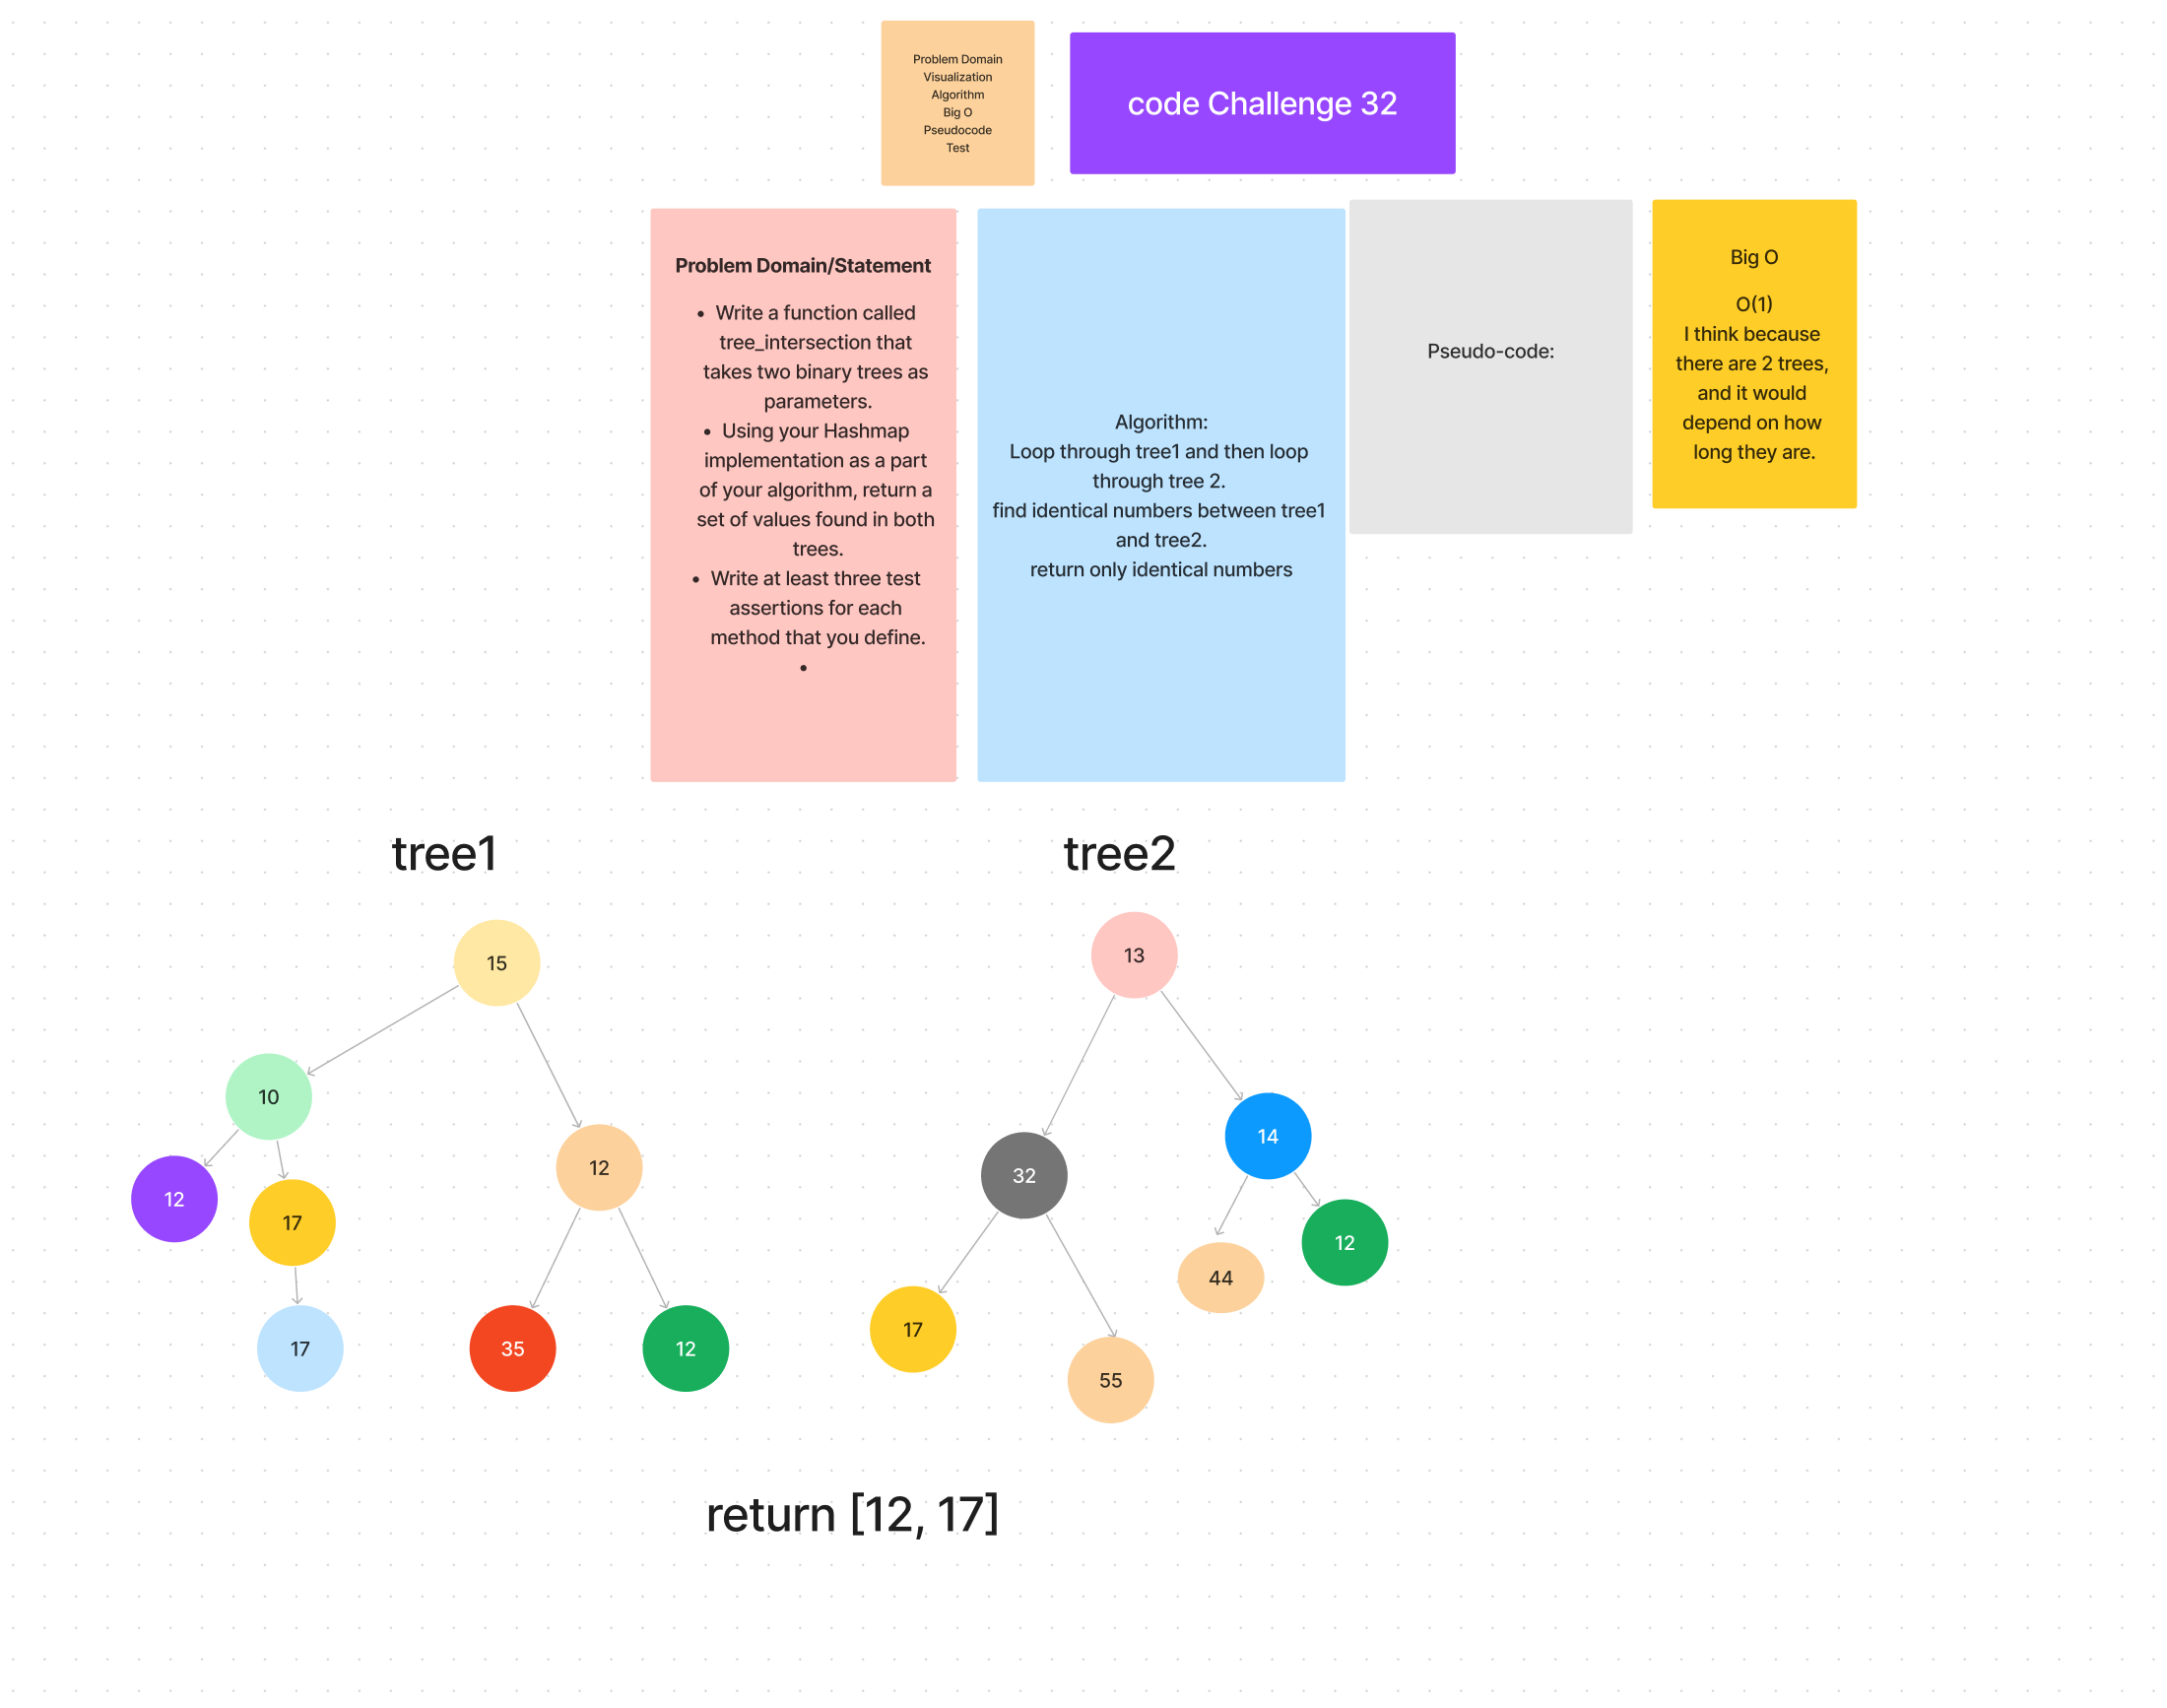 Problem Domain
Visualization
Algorithm
Big O
Pseudocode
Test
code Challenge 32
Problem Domain/Statement
• Write a function called
tree_intersection that
takes two binary trees as
parameters.
• Using your Hashmap
implementation as a part
of your algorithm, return a
set of values found in both
trees.
• Write at least three test
assertions for each
method that you define.
•
Algorithm:
Loop through tree1 and then loop
through tree 2.
find identical numbers between tree1
and tree2.
return only identical numbers
Pseudo-code:
Big O
O(1)
I think because
there are 2 trees,
and it would
depend on how
long they are.
tree1
15
10
12
12
17
17
35
12
tree2
13
14
32
12
44
17
55
return [12, 17]